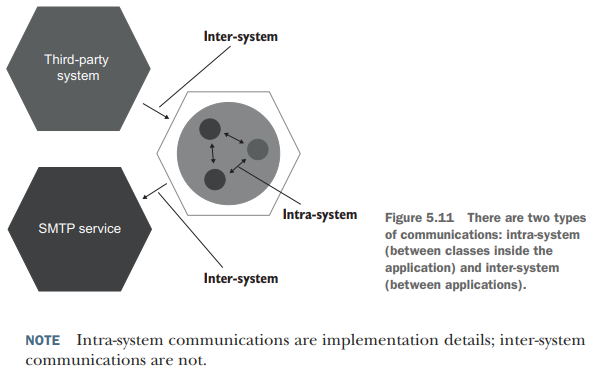 Inter-system
Third-party
system
Intra-system
SMTP service
Inter-system
Figure 5.11 There are two types
of communications: intra-system
(between classes inside the
application) and inter-system
(between applications).
NOTE Intra-system communications are implementation details; inter-system
communications are not.